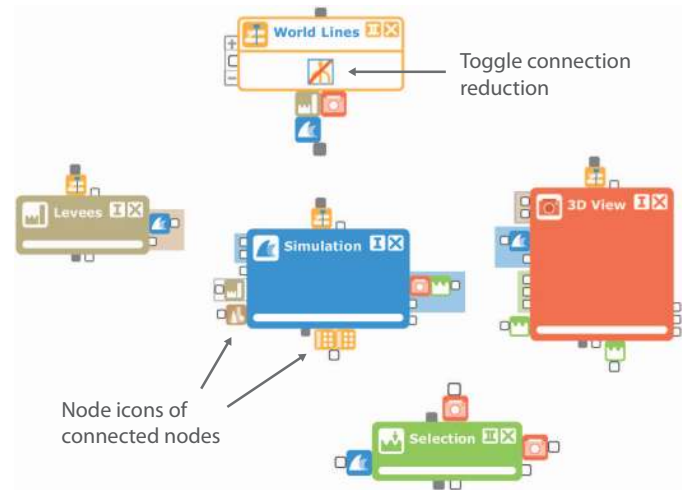 World Lines
Toggle connection
reduction
Levees
Simulation
3D View
Node icons of
connected nodes
Selection